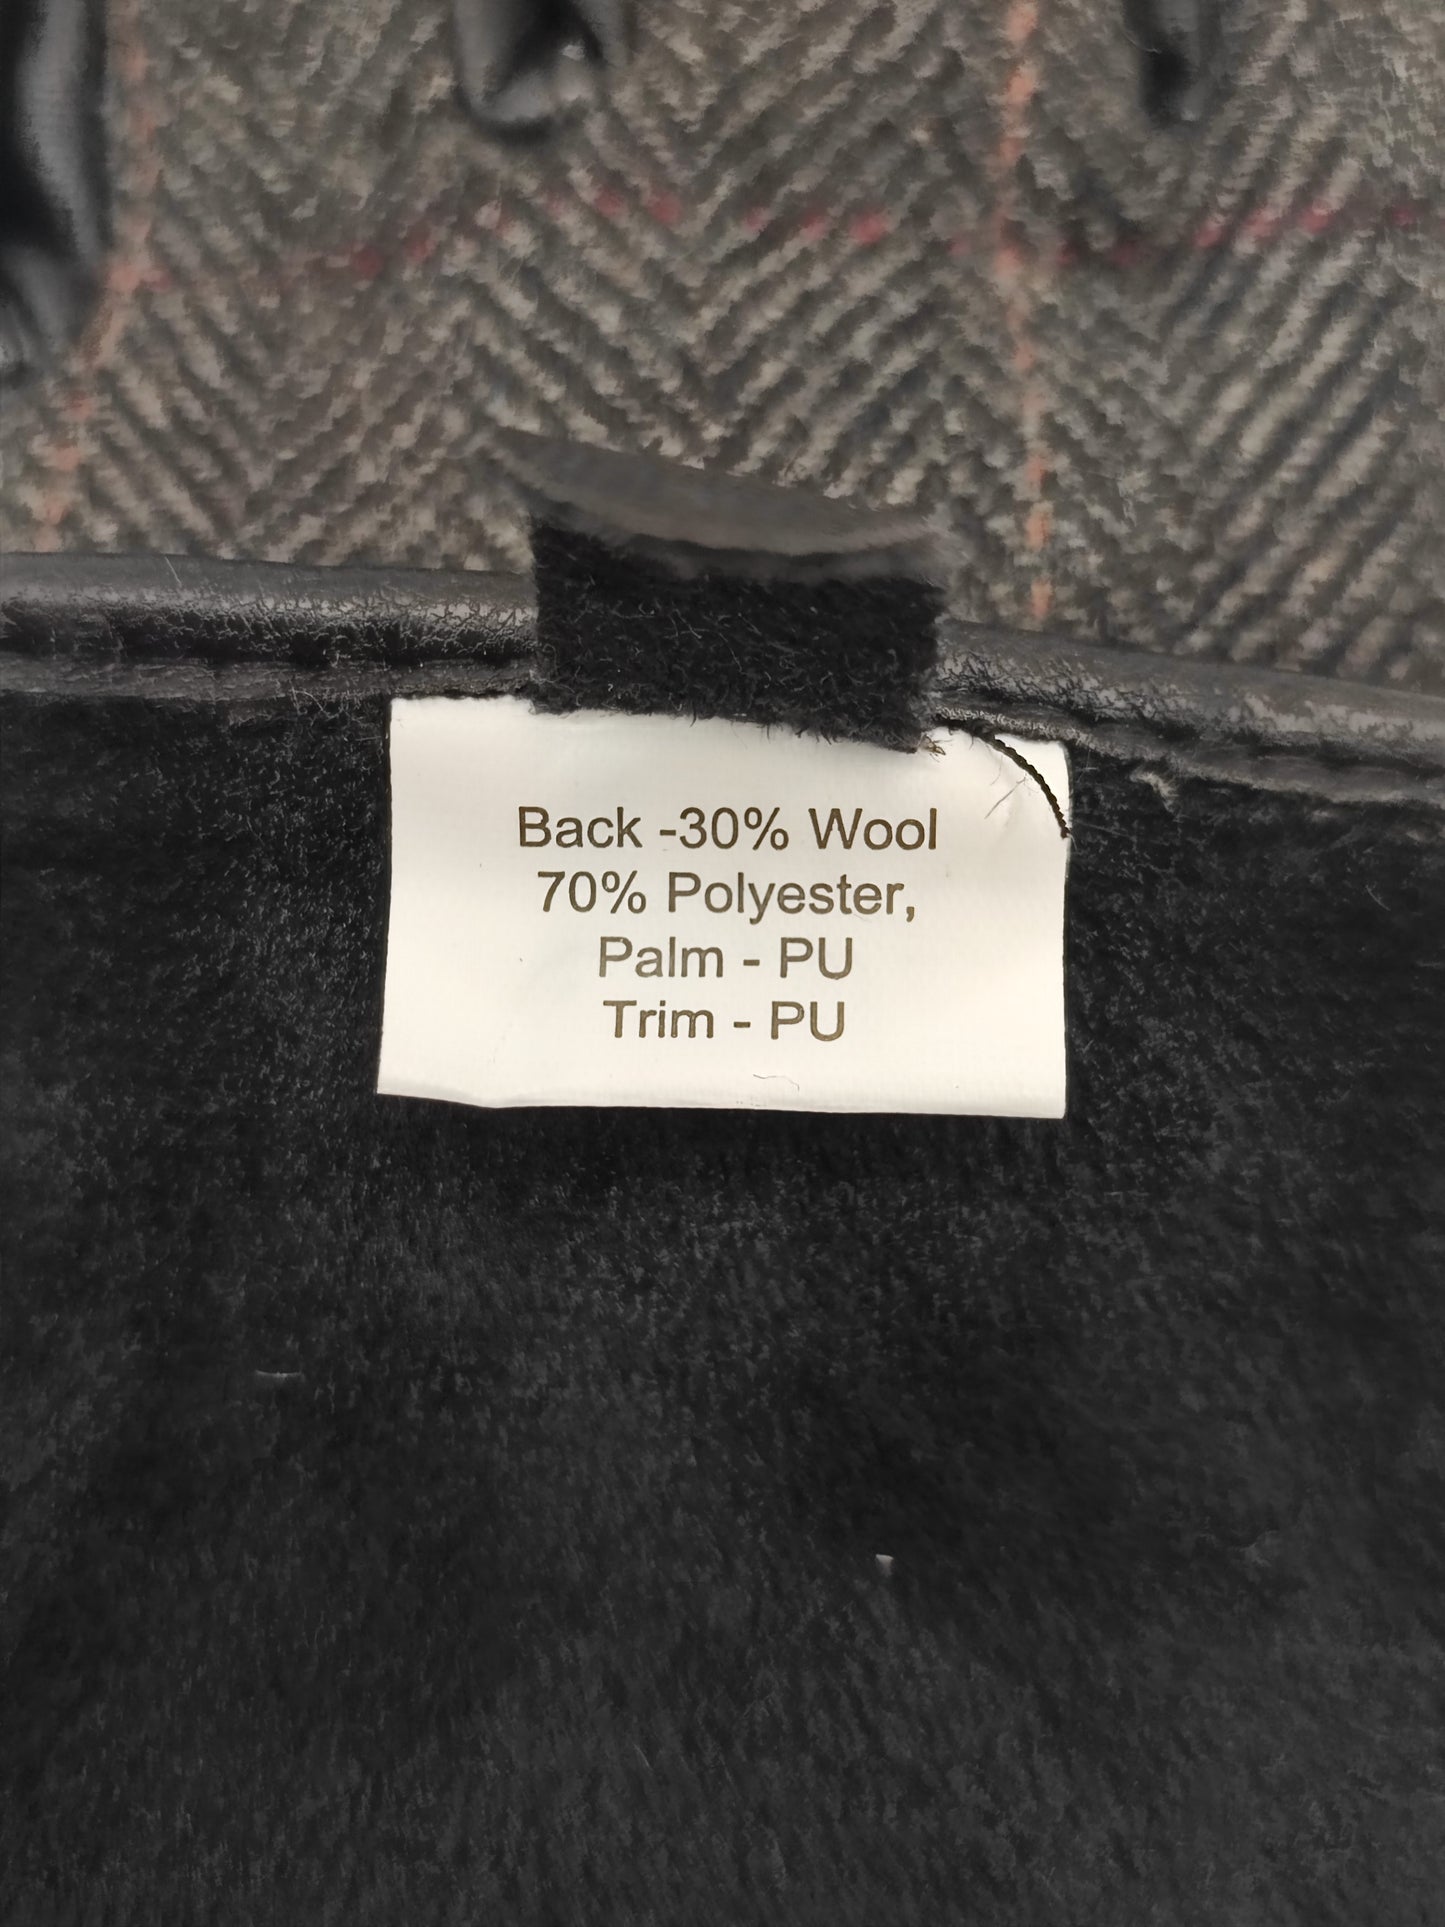 Back -30% Wool
70% Polyester,
Palm - PU
Trim - PU